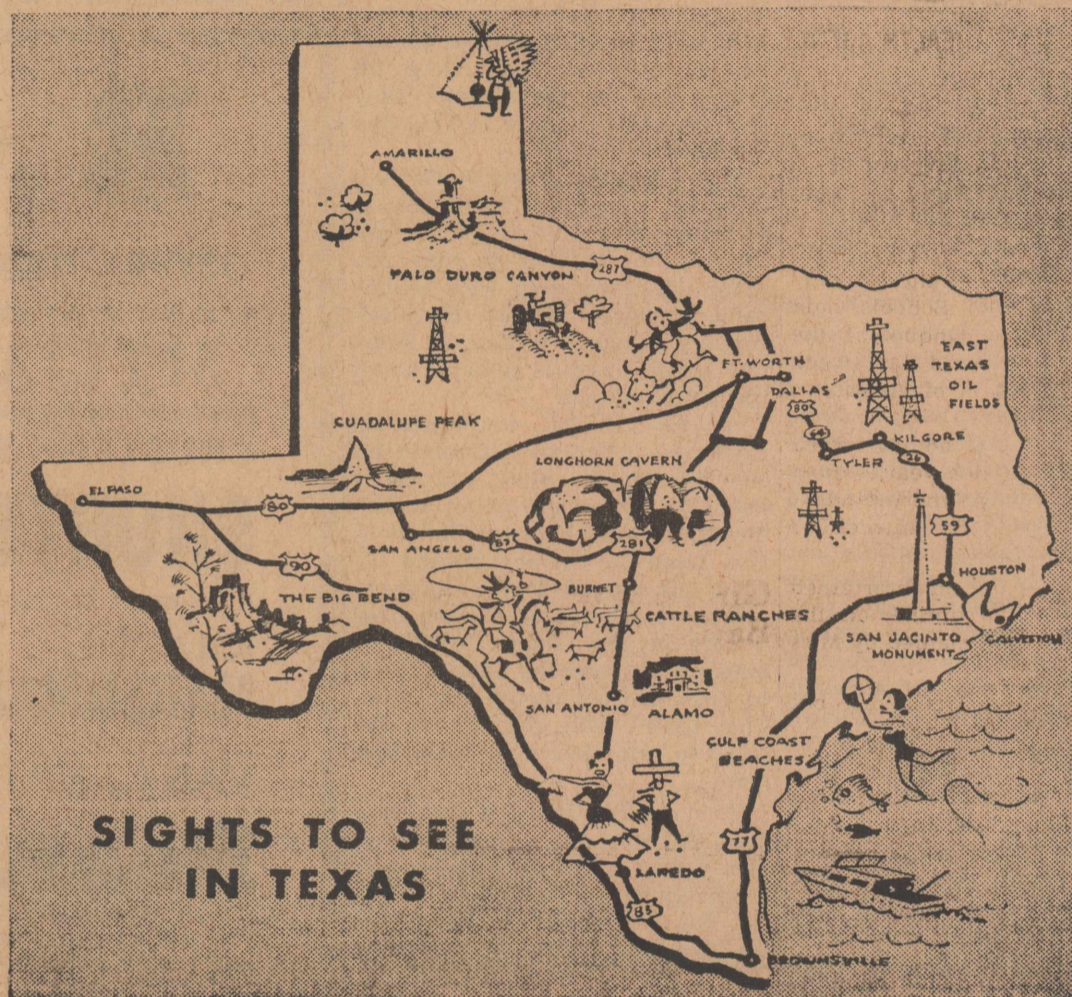 AMARILLO
PALO DURO CANYON
287
EAST
TEXAS
OIL
FIELDS
FT. WORTH
DALLAS
80
64
KILGORE
TYLER
26
GUADALUPE PEAK
LONGHORN CAVERN
EL PASO
80
SAN ANGELO
67
281
59
90
THE BIG BEND
BURNET
CATTLE RANCHES
HOUSTON
SAN JACINTO
MONUMENT
GALVESTON
SAN ANTONIO
ALAMO
GULF COAST
BEACHES
77
LAREDO
83
BROWNSVILLE
SIGHTS TO SEE
IN TEXAS